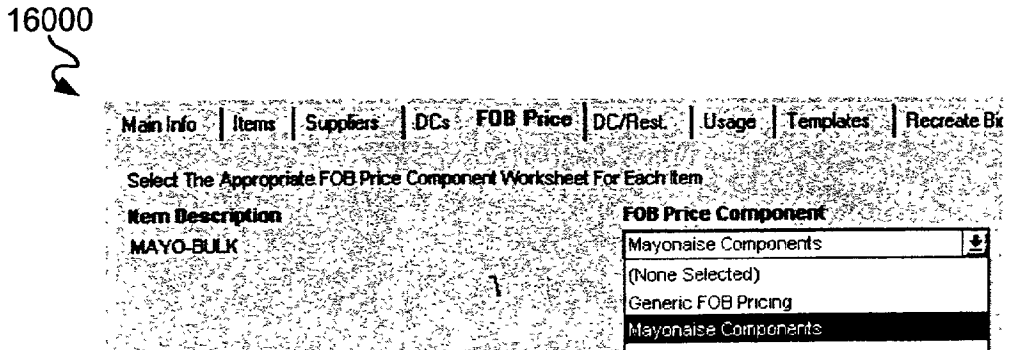 16000
Main Info Items Suppliers DCs FOB Price DC/Rest. Usage Templates Recreate
Select The Appropriate FOB Price Component Worksheet For Each Item
Item Description FOB Price Component
MAYO-BULK Mayonaise Components
(None Selected)
Generic FOB Pricing
Mayonaise Components